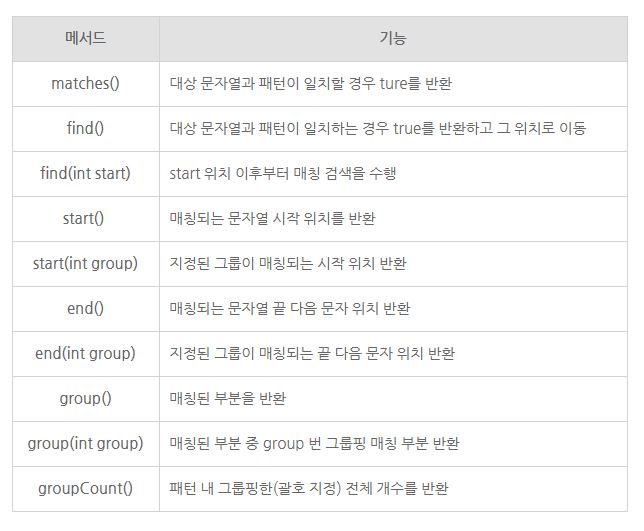 메서드 기능
matches() 대상 문자열과 패턴이 일치할 경우 ture를 반환
find() 대상 문자열과 패턴이 일치하는 경우 true를 반환하고 그 위치로 이동
find(int start) start 위치 이후부터 매칭 검색을 수행
start() 매칭되는 문자열 시작 위치를 반환
start(int group) 지정된 그룹이 매칭되는 시작 위치 반환
end() 매칭되는 문자열 끝 다음 문자 위치 반환
end(int group) 지정된 그룹이 매칭되는 끝 다음 문자 위치 반환
group() 매칭된 부분을 반환
group(int group) 매칭된 부분 중 group 번 그룹핑 매칭 부분 반환
groupCount() 패턴 내 그룹핑한(괄호 지정) 전체 개수를 반환